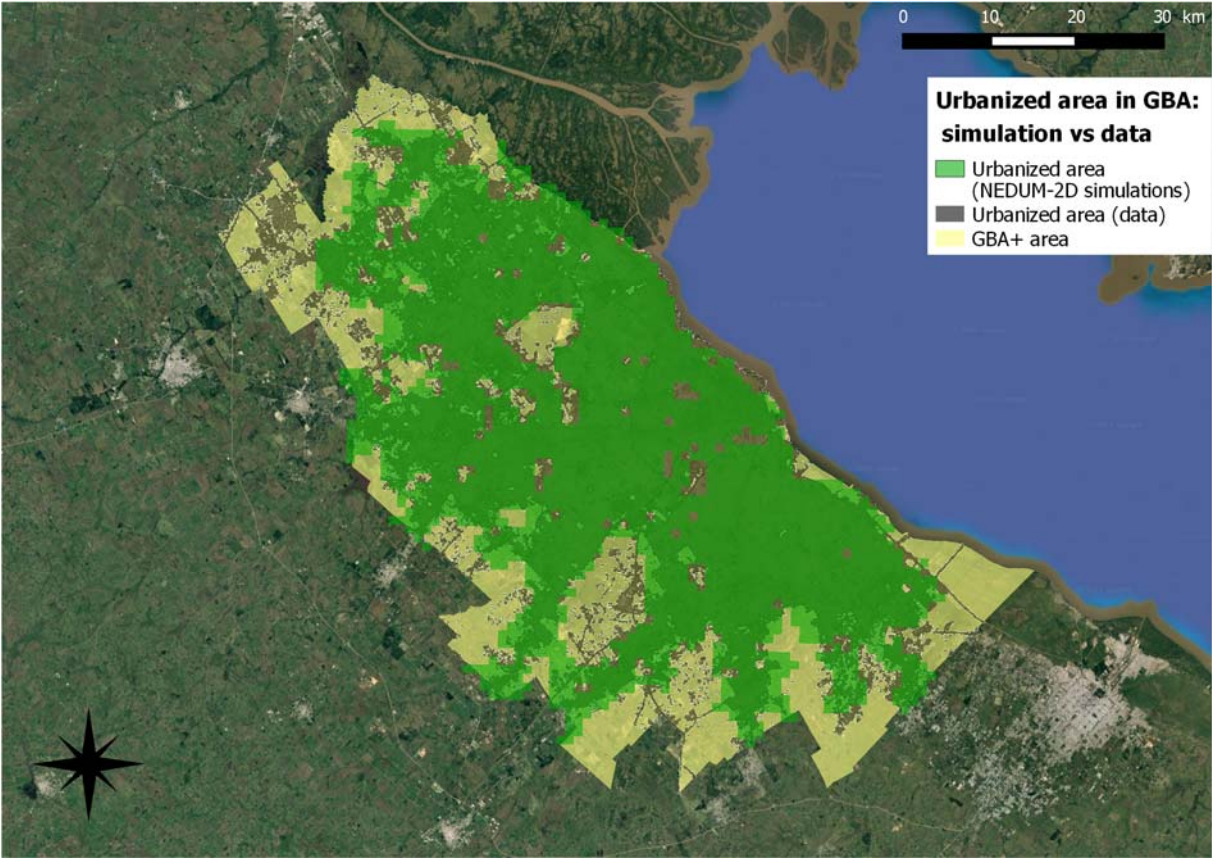 0 10 20 30 km
Urbanized area in GBA:
simulation vs data
Urbanized area
(NEDUM-2D simulations)
Urbanized area (data)
GBA+ area